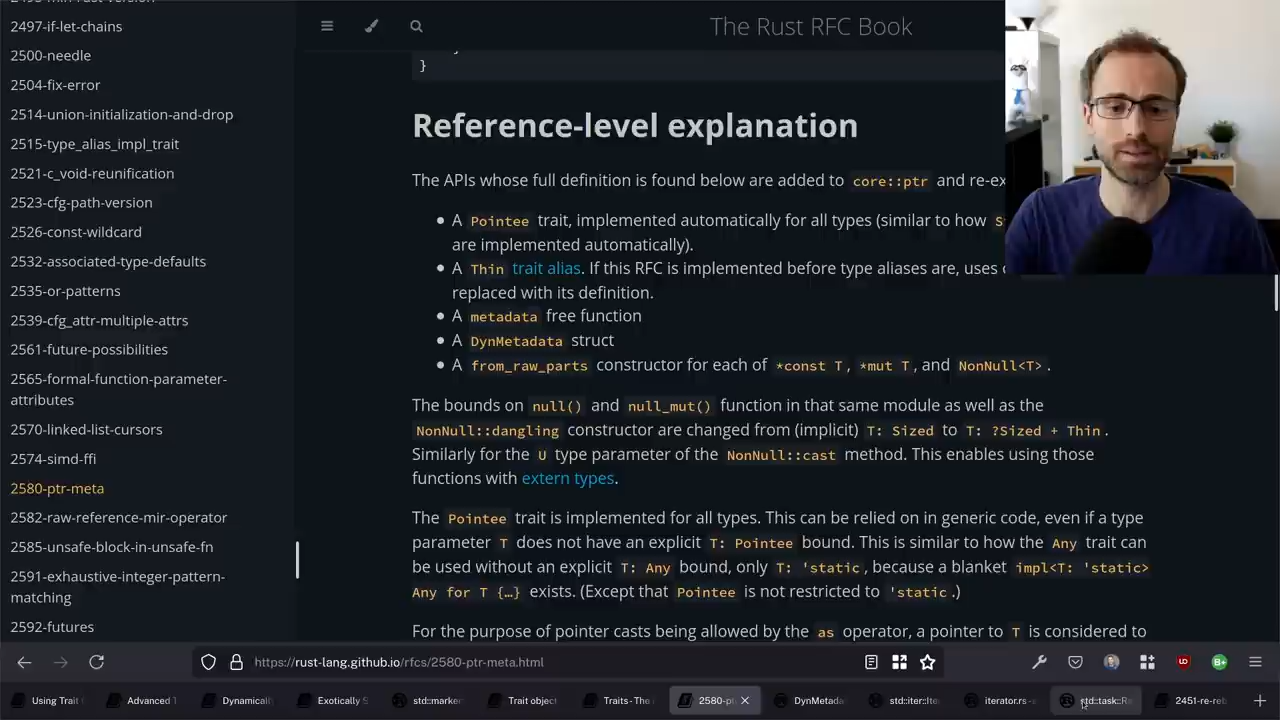 2497-if-let-chains
2500-needle
2504-fix-error
2514-union-initialization-and-drop
2515-type_alias_impl_trait
2521-c_void-reunification
2523-cfg-path-version
2526-const-wildcard
2532-associated-type-defaults
2535-or-patterns
2539-cfg_attr-multiple-attrs
2561-future-possibilities
2565-formal-function-parameter-
attributes
2570-linked-list-cursors
2574-simd-ffi
2580-ptr-meta
2582-raw-reference-mir-operator
2585-unsafe-block-in-unsafe-fn
2591-exhaustive-integer-pattern-
matching
2592-futures
The Rust RFC Book
}
Reference-level explanation
The APIs whose full definition is found below are added to core::ptr and re-ex
A Pointee trait, implemented automatically for all types (similar to how S
are implemented automatically).
A Thin trait alias. If this RFC is implemented before type aliases are, uses
replaced with its definition.
A metadata free function
A DynMetadata struct
A from_raw_parts constructor for each of *const T, *mut T, and NonNull<T>.
The bounds on null() and null_mut() function in that same module as well as the
NonNull::dangling constructor are changed from (implicit) T: Sized to T: ?Sized + Thin.
Similarly for the U type parameter of the NonNull::cast method. This enables using those
functions with extern types.
The Pointee trait is implemented for all types. This can be relied on in generic code, even if a type
parameter T does not have an explicit T: Pointee bound. This is similar to how the Any trait can
be used without an explicit T: Any bound, only T: 'static, because a blanket impl<T: 'static>
Any for T {…} exists. (Except that Pointee is not restricted to 'static.)
For the purpose of pointer casts being allowed by the as operator, a pointer to T is considered to
https://rust-lang.github.io/rfcs/2580-ptr-meta.html
Using Trait Advanced T Dynamically Exotically S std::marker Trait object Traits - The 2580-pt DynMetada std::iter::Ite iterator.rs - std::task::Ra 2451-re-reb